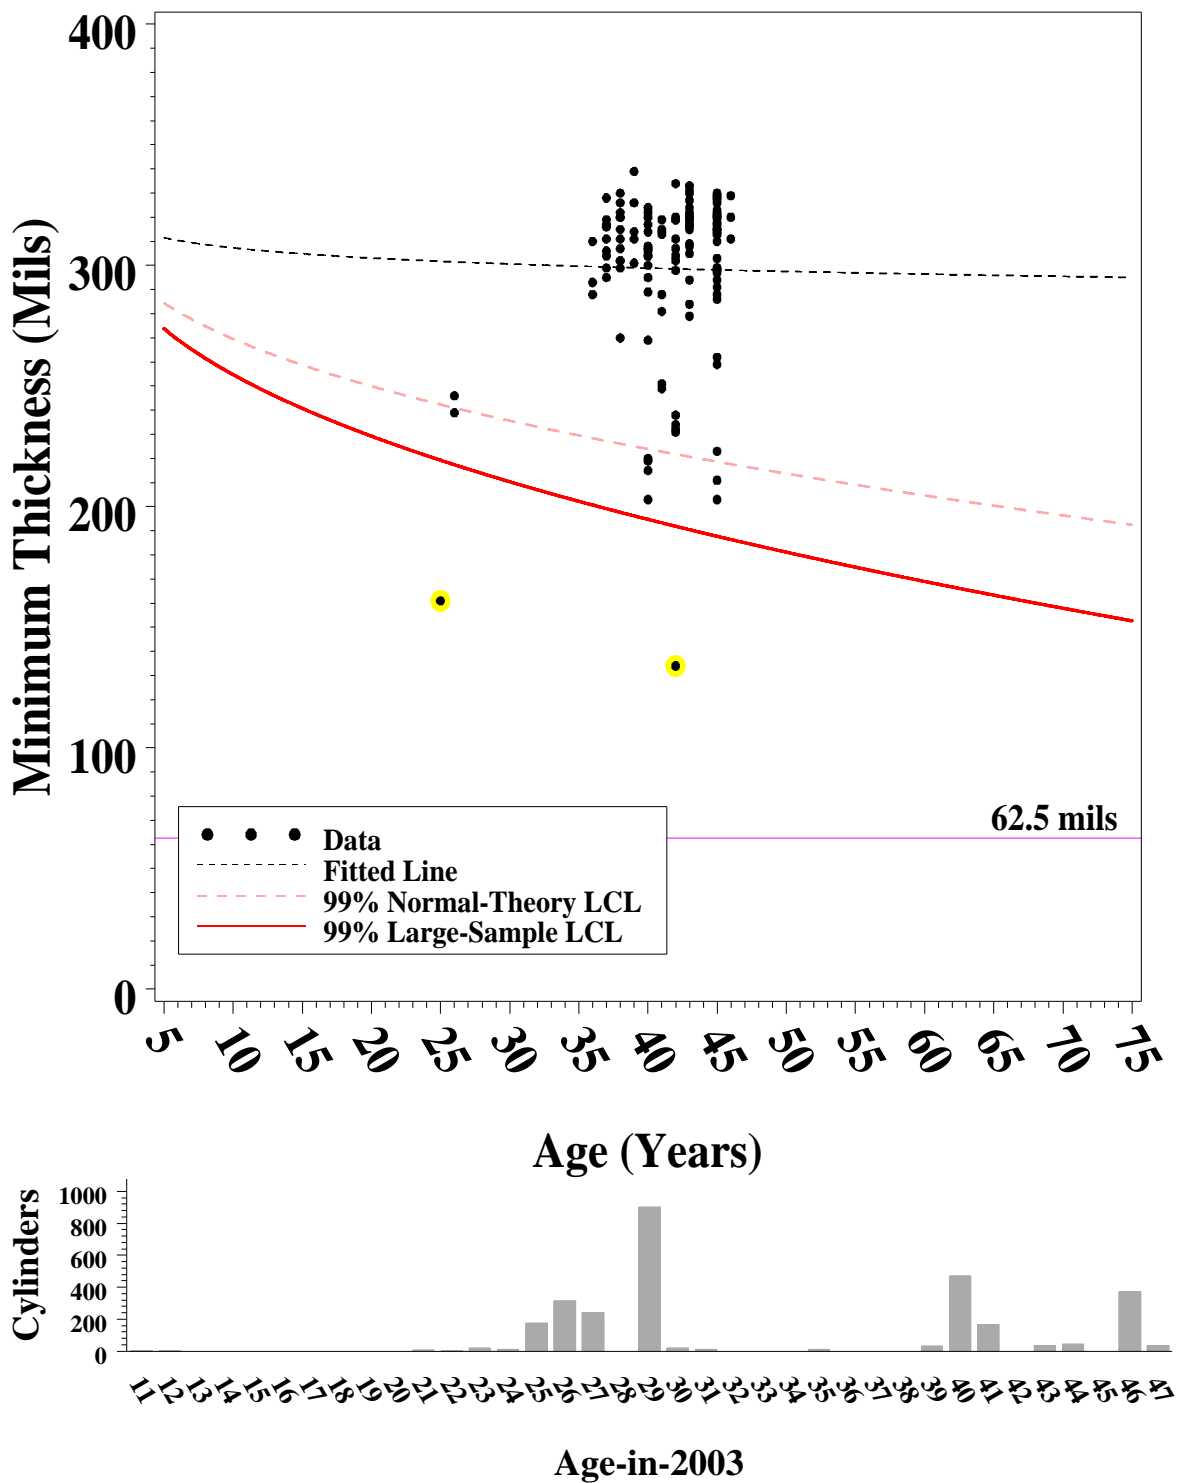 400
300
200
100
0
Minimum Thickness (Mils)
62.5 mils
Data
Fitted Line
99% Normal-Theory LCL
99% Large-Sample LCL
5 10 15 20 25 30 35 40 45 50 55 60 65 70 75
Age (Years)
1000
800
600
400
200
0
Cylinders
11 12 13 14 15 16 17 18 19 20 21 22 23 24 25 26 27 28 29 30 31 32 33 34 35 36 37 38 39 40 41 42 43 44 45 46 47
Age-in-2003